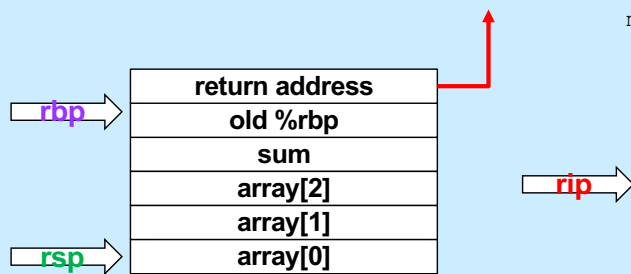 r
return address
rbp
old %rbp
sum
array[2]
rip
array[1]
rsp
array[0]